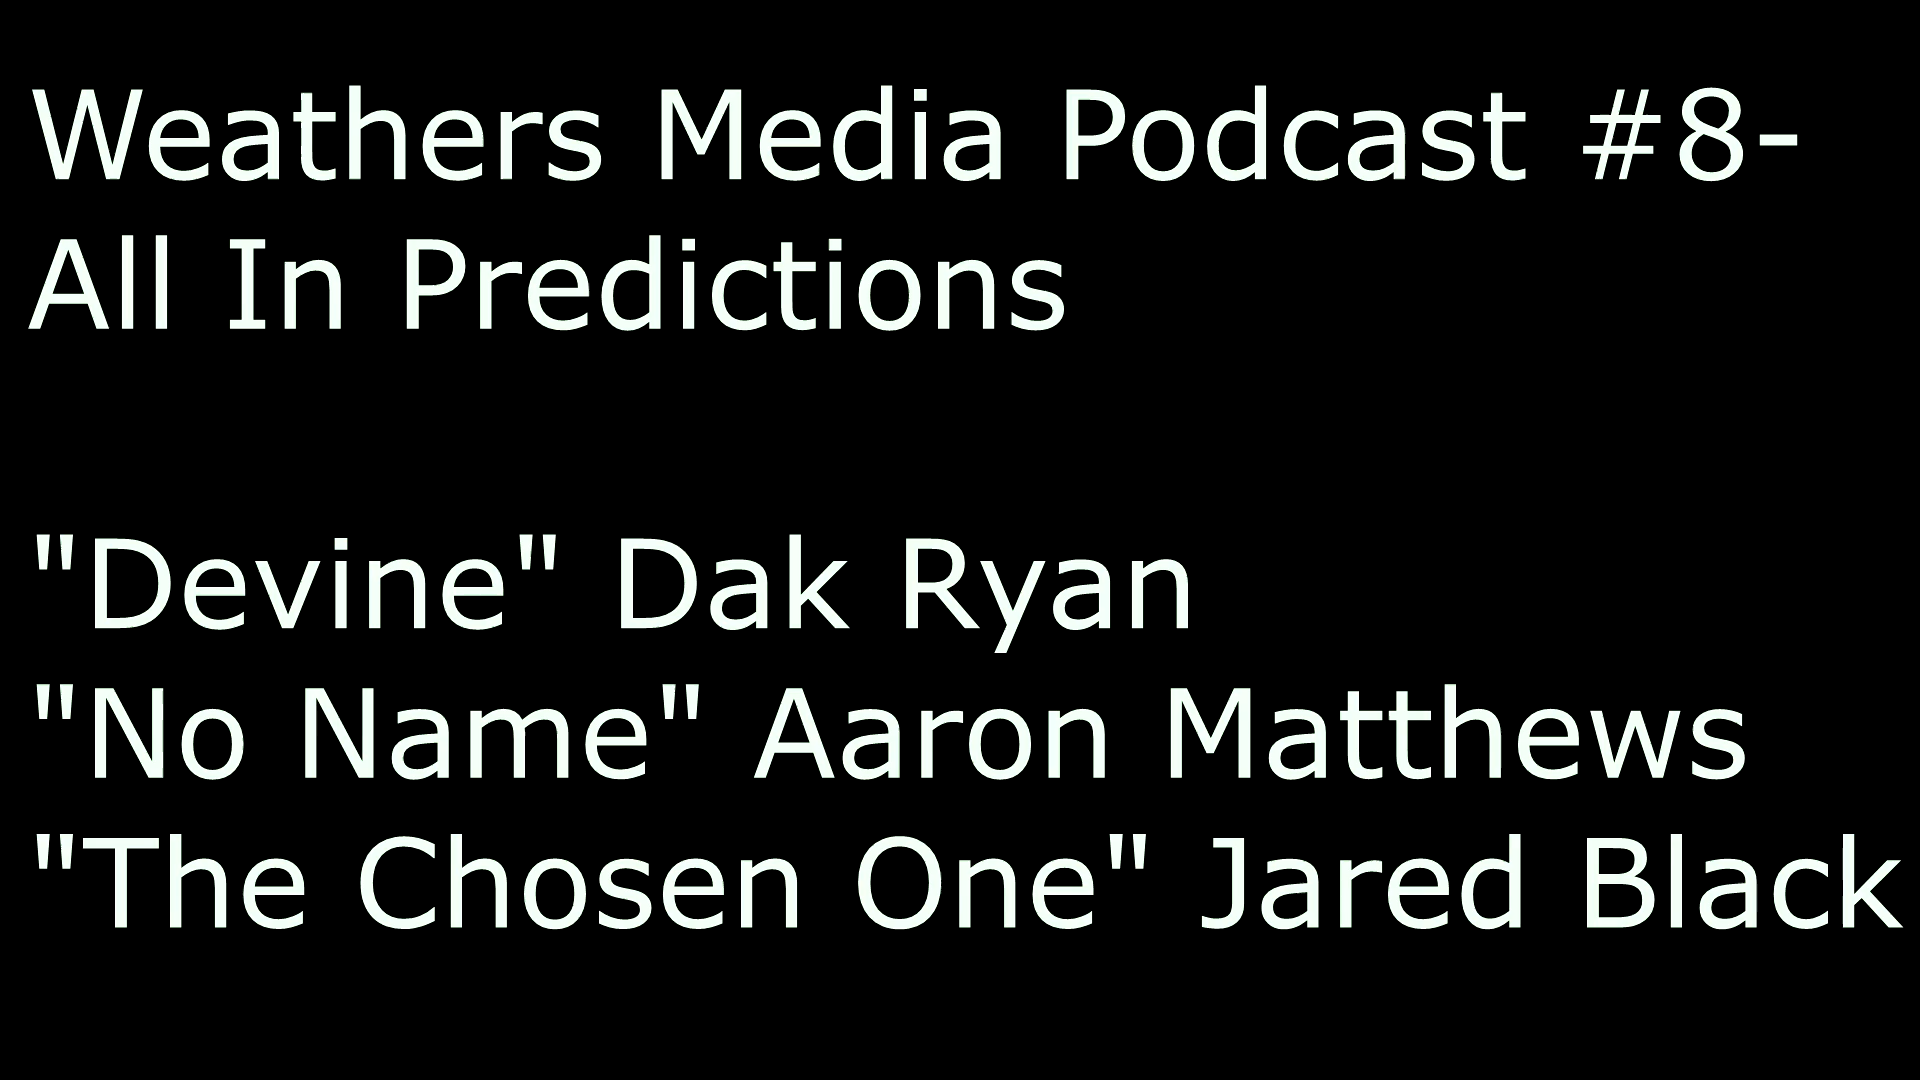 Weathers Media Podcast #8-
All In Predictions
"Devine" Dak Ryan
"No Name" Aaron Matthews
"The Chosen One" Jared Black